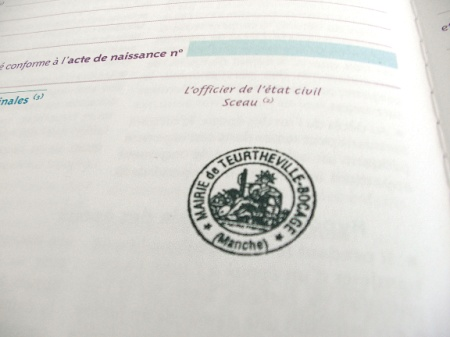 é conforme à l'acte de naissance n°
inales (3)
L'officier de l'état civil
Sceau (2)
MAIRIE de TEURTHEVILLE-BOCAGE
(Manche)